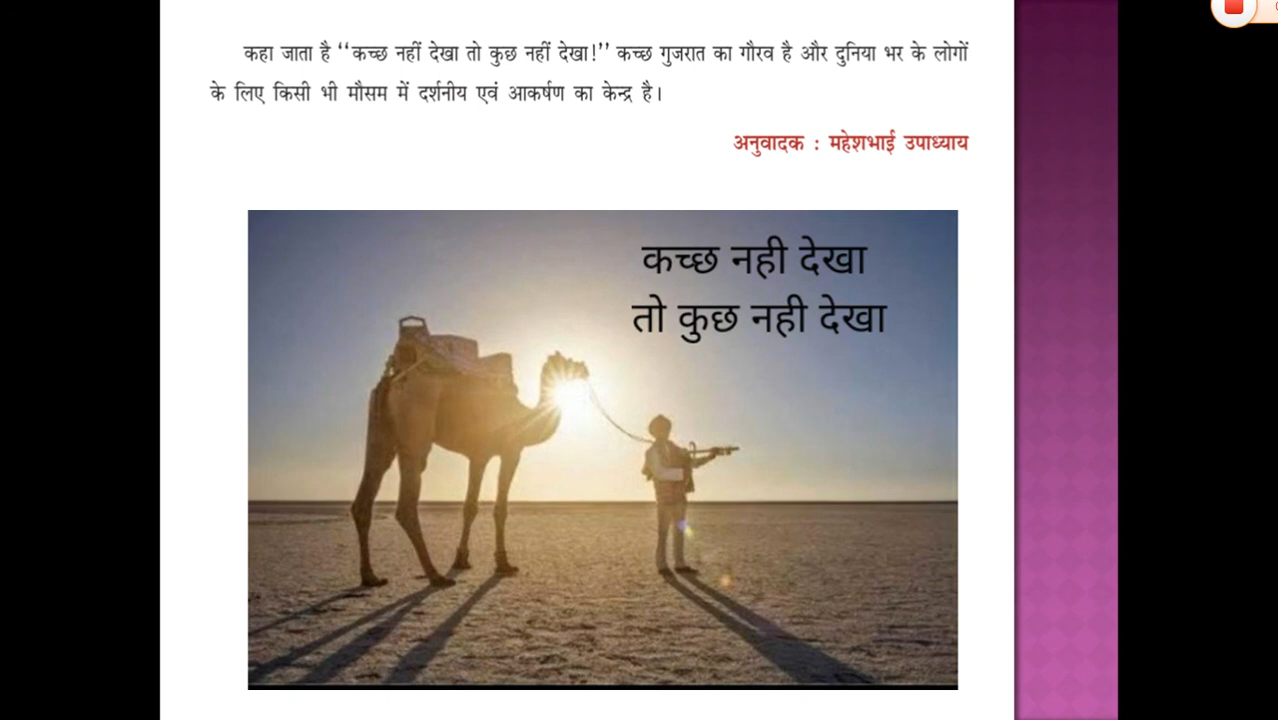 कहा जाता है ‘‘कच्छ नहीं देखा तो कुछ नहीं देखा!’’ कच्छ गुजरात का गौरव है और दुनिया भर के लोगों
के लिए किसी भी मौसम में दर्शनीय एवं आकर्षण का केन्द्र है।
अनुवादक : महेशभाई उपाध्याय
कच्छ नही देखा
तो कुछ नही देखा